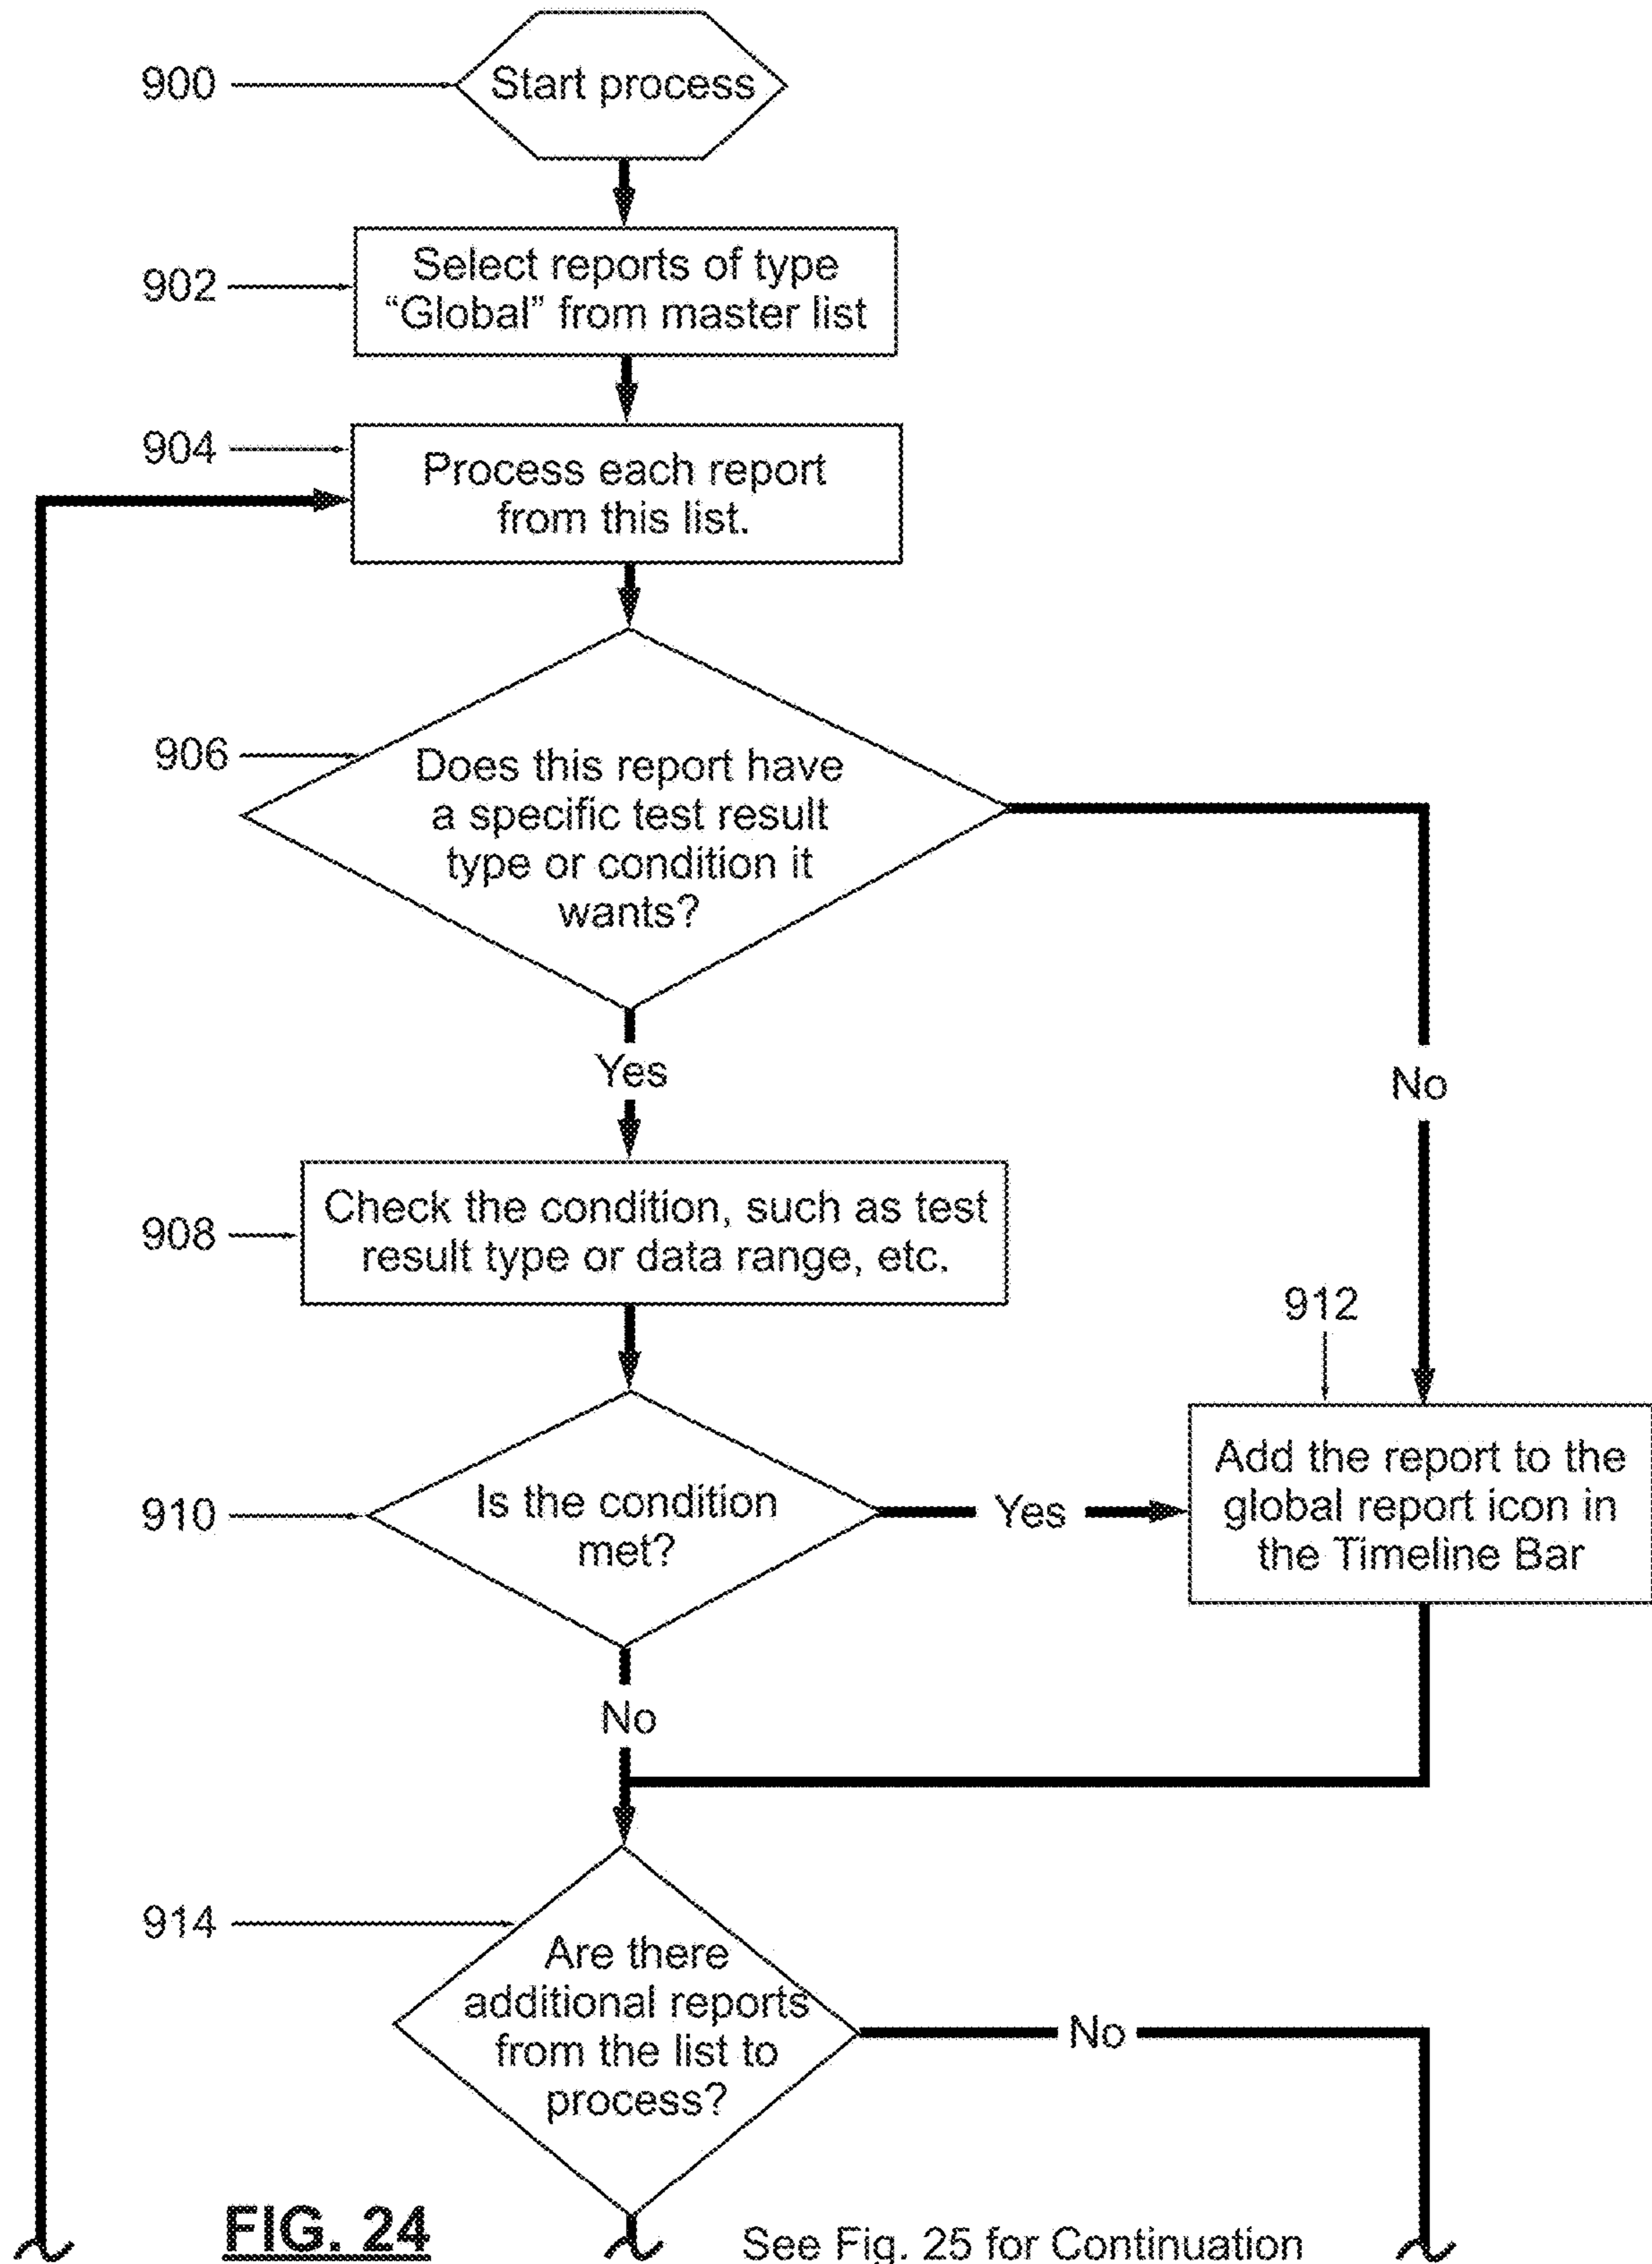 900
Start process
902
Select reports of type
“Global” from master list
904
Process each report
from this list.
906
Does this report have
a specific test result
type or condition it
wants?
Yes
No
908
Check the condition, such as test
result type or data range, etc.
912
910
Is the condition
met?
Yes
Add the report to the
global report icon in
the Timeline Bar
No
914
Are there
additional reports
from the list to
process?
No
FIG. 24
See Fig. 25 for Continuation